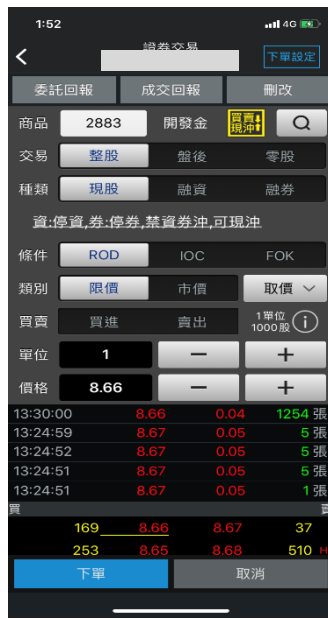 1:52 4G
證券交易
下單設定
委託回報 成交回報 刪改
商品 2883 開發金 買賣現沖
交易 整股 盤後 零股
種類 現股 融資 融券
資:停資,券:停券,禁資券沖,可現沖
條件 ROD IOC FOK
類別 限價 市價 取價
買賣 買進 賣出 1單位 1000股 i
單位 1 − +
價格 8.66 − +
13:30:00 8.66 0.04 1254 張
13:24:59 8.67 0.05 5 張
13:24:52 8.67 0.05 5 張
13:24:51 8.67 0.05 5 張
13:24:51 8.67 0.05 1 張
買
169 8.66 8.67 37
253 8.65 8.68 510 H
下單 取消